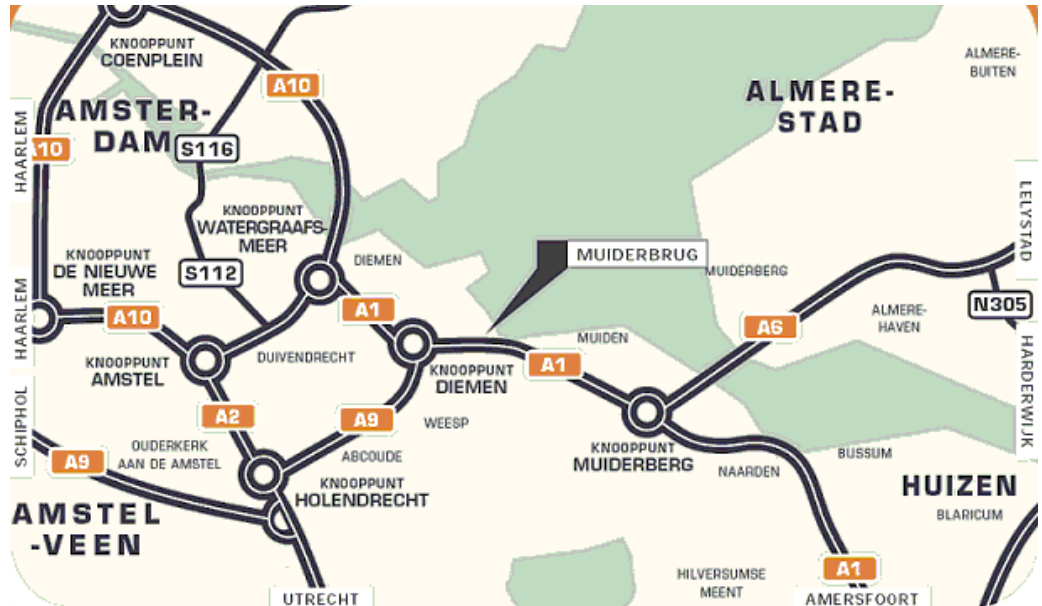 KNOOPPUNT
COENPLEIN
A10
ALMERE-
BUITEN
ALMERE-
STAD
HAARLEM
AMSTER-
DAM
A10
S116
LELYSTAD
KNOOPPUNT
WATERGRAAFS-
MEER
DIEMEN
MUIDERBRUG
MUIDERBERG
KNOOPPUNT
DE NIEUWE
MEER
S112
HAARLEM
A10
A1
A6
ALMERE-
HAVEN
N305
HARDERWIJK
KNOOPPUNT
AMSTEL
DUIVENDRECHT
KNOOPPUNT
DIEMEN
MUIDEN
A1
SCHIPHOL
A2
A9
WEESP
KNOOPPUNT
MUIDERBERG
OUDERKERK
AAN DE AMSTEL
A9
ABCOUDE
NAARDEN
BUSSUM
KNOOPPUNT
HOLENDRECHT
HUIZEN
BLARICUM
AMSTEL
-VEEN
HILVERSUMSE
MEENT
A1
UTRECHT
AMERSFOORT